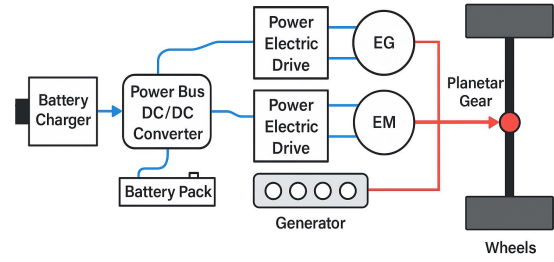 Power
Electric
Drive
EG
Battery
Charger
Power Bus
DC/DC
Converter
Power
Electric
Drive
EM
Planetar
Gear
Battery Pack
Generator
Wheels